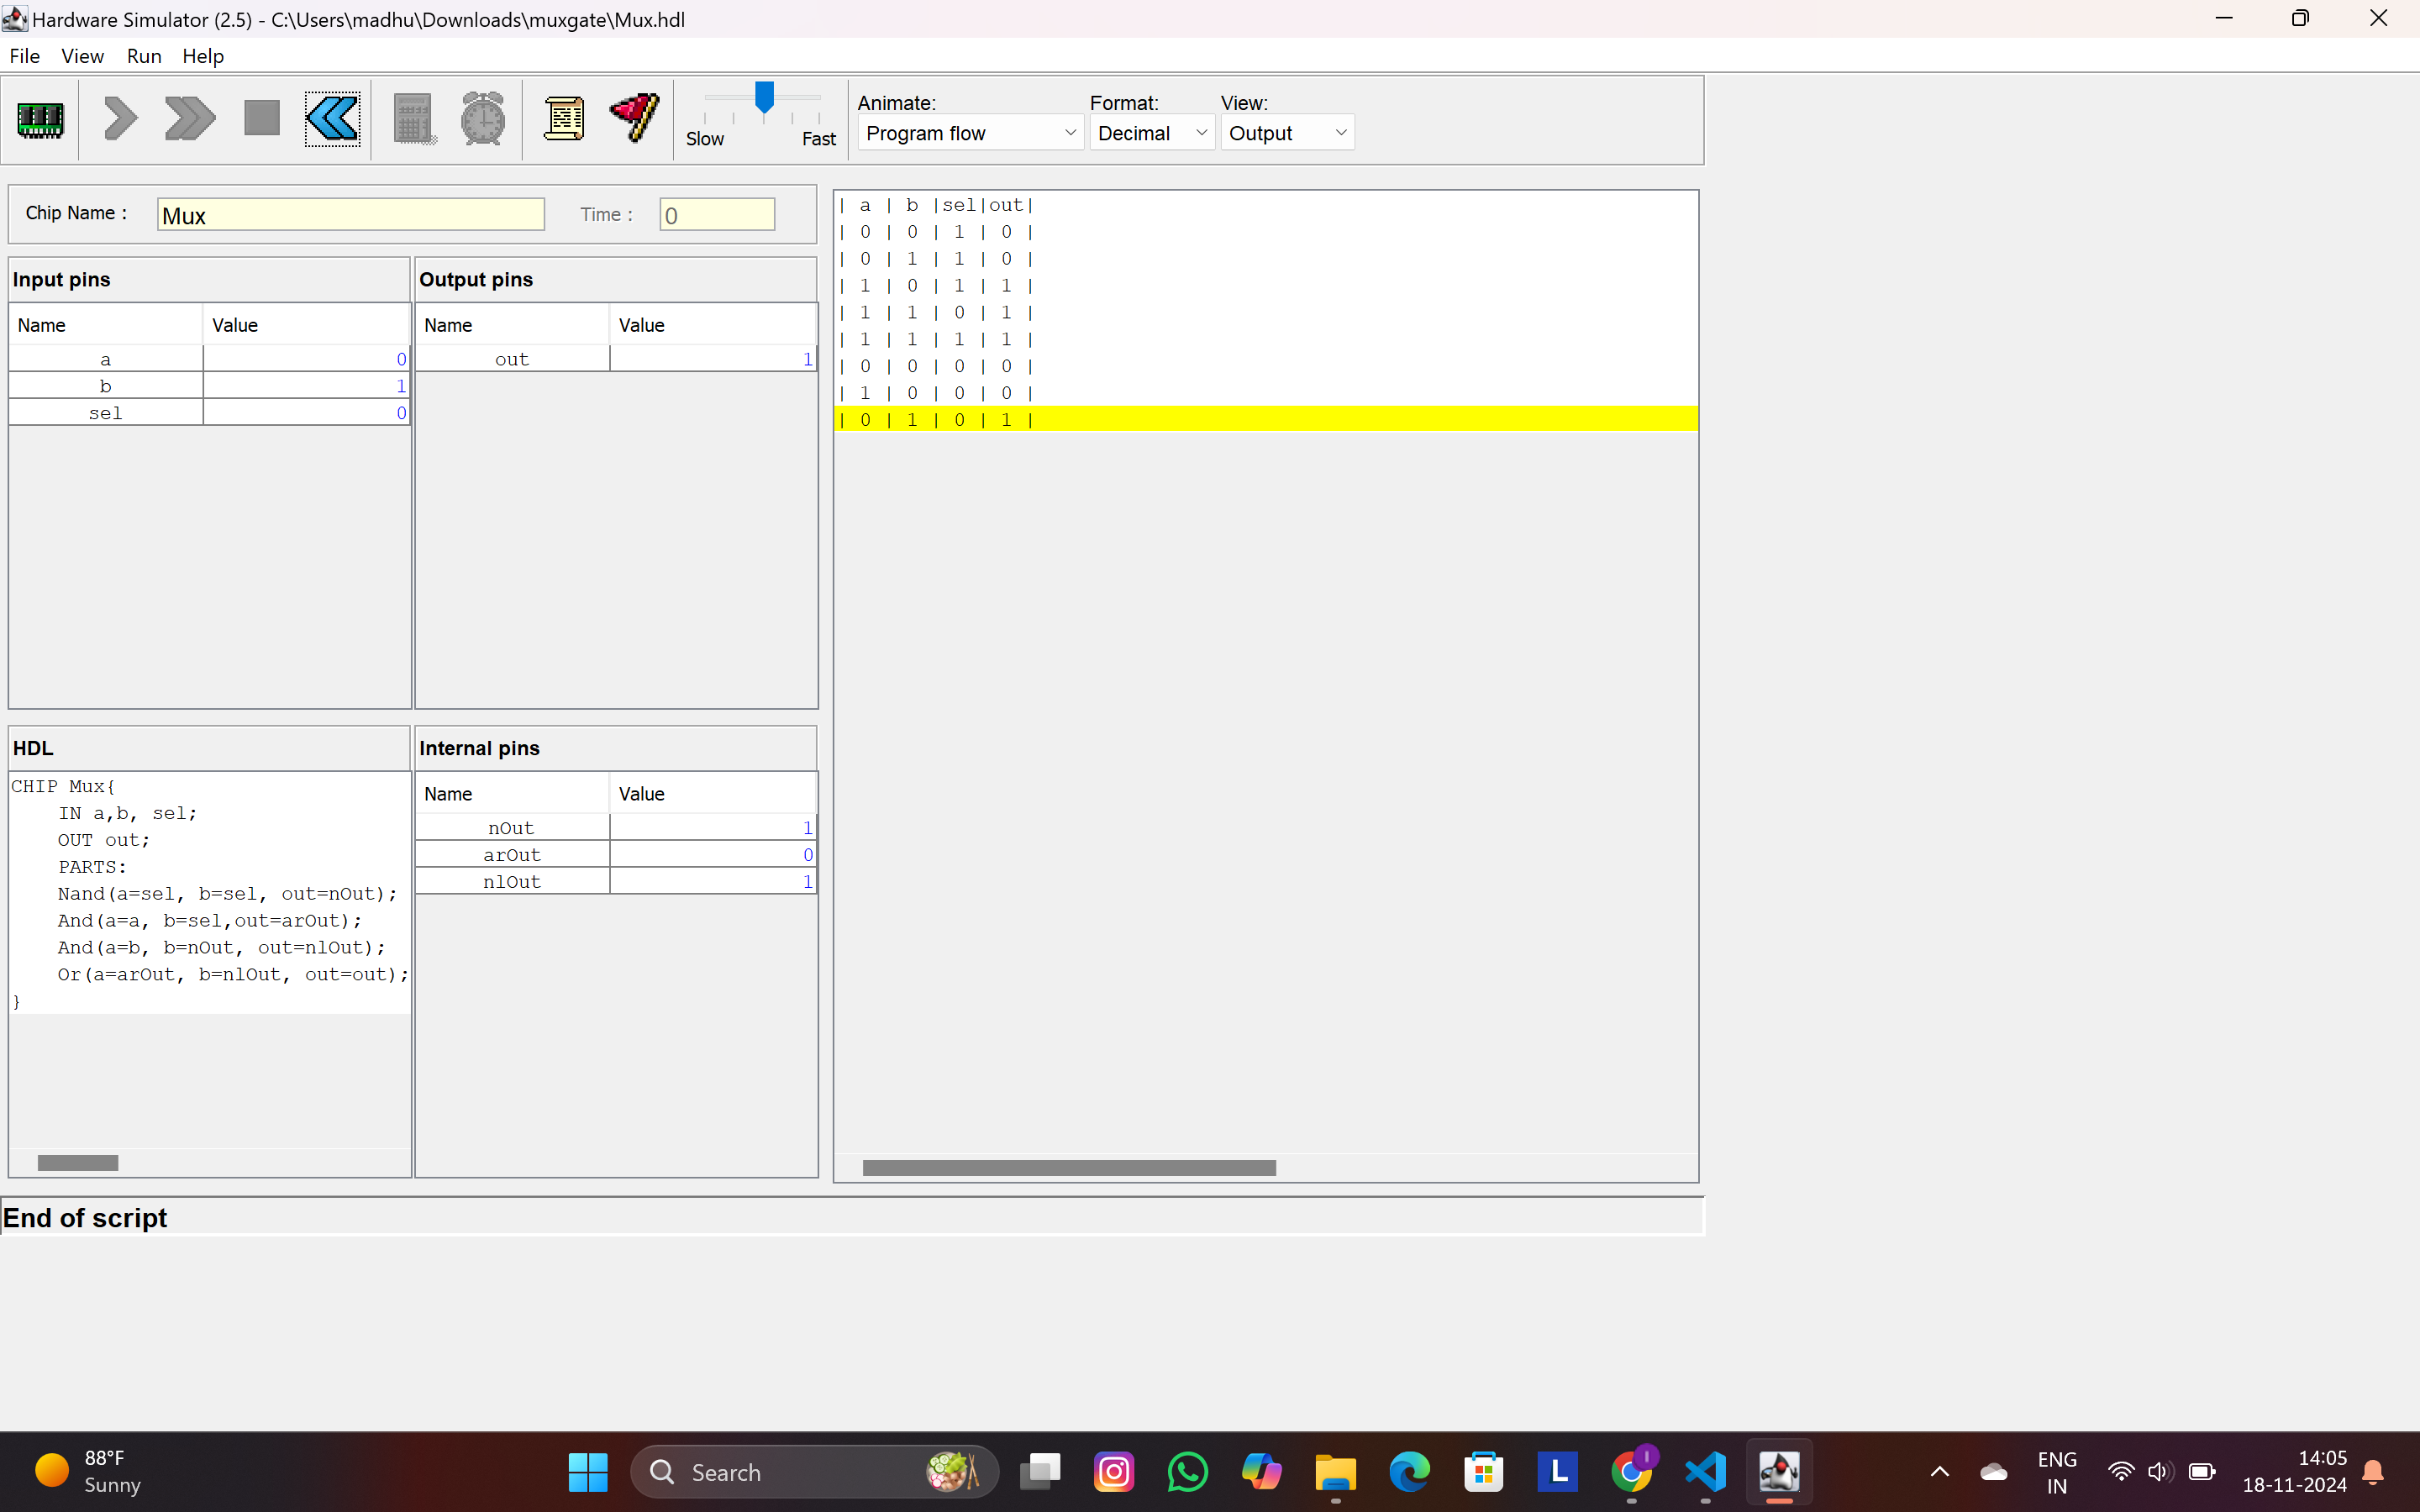 Hardware Simulator (2.5) - C:\Users\madhu\Downloads\muxgate\Mux.hdl
File View Run Help
Animate: Format: View:
Slow Fast Program flow Decimal Output
Chip Name : Mux Time : 0
Input pins
Name Value
a 0
b 1
sel 0
Output pins
Name Value
out 1
HDL
CHIP Mux{
IN a,b, sel;
OUT out;
PARTS:
Nand(a=sel, b=sel, out=nOut);
And(a=a, b=sel,out=arOut);
And(a=b, b=nOut, out=nlOut);
Or(a=arOut, b=nlOut, out=out);
}
Internal pins
Name Value
nOut 1
arOut 0
nlOut 1
| a | b |sel|out|
| 0 | 0 | 1 | 0 |
| 0 | 1 | 1 | 0 |
| 1 | 0 | 1 | 1 |
| 1 | 1 | 0 | 1 |
| 1 | 1 | 1 | 1 |
| 0 | 0 | 0 | 0 |
| 1 | 0 | 0 | 0 |
| 0 | 1 | 0 | 1 |
End of script
88°F
Sunny
Search
L
I
ENG
IN
14:05
18-11-2024